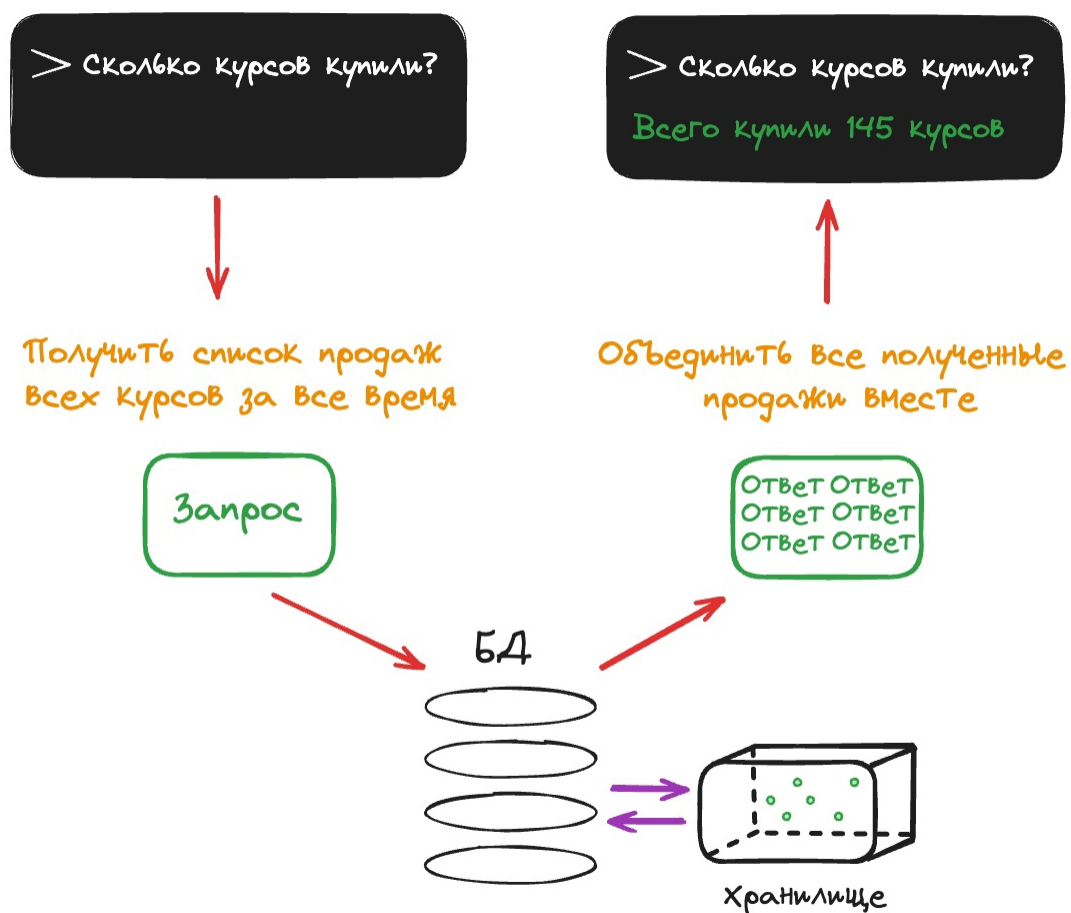 > Сколько курсов купили?
Получить список продаж
всех курсов за все время
Запрос
БД
Хранилище
> Сколько курсов купили?
Всего купили 145 курсов
Объединить все полученные
продажи вместе
Ответ Ответ
Ответ Ответ
Ответ Ответ